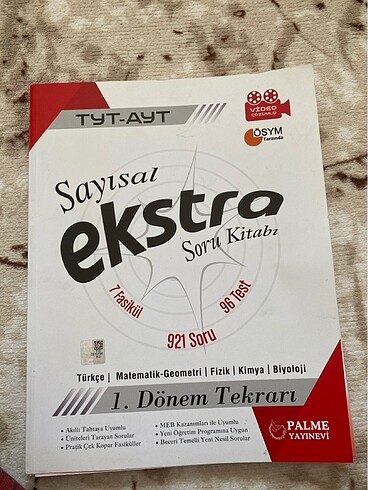 TYT-AYT
VİDEO
ÇÖZÜMLÜ
ÖSYM
Tarzında
Sayısal
ekstra
Soru Kitabı
7 Fasikül
921 Soru
96 Test
Türkçe | Matematik-Geometri | Fizik | Kimya | Biyoloji
1. Dönem Tekrarı
• Akıllı Tahtaya Uyumlu
• Üniteleri Tarayan Sorular
• Pratik Çek Kopar Fasiküller
• MEB Kazanımları ile Uyumlu
• Yeni Öğretim Programına Uygun
• Beceri Temelli Yeni Nesil Sorular
PALME
YAYINEVİ